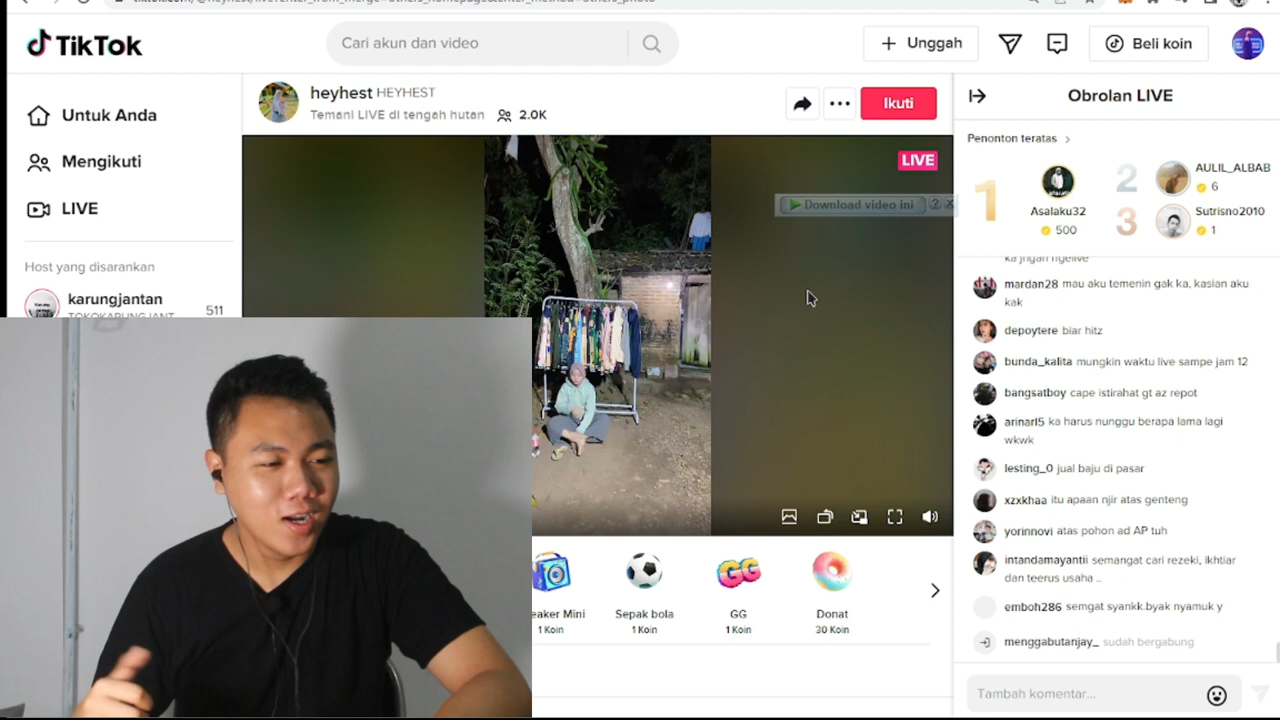 TikTok
Cari akun dan video
Unggah
Beli koin
Untuk Anda
Mengikuti
LIVE
Host yang disarankan
karungjantan
511
heyhest HEYHEST
Temani LIVE di tengah hutan 2.0K
Ikuti
LIVE
Download video ini ? X
1 Koin
Sepak bola
1 Koin
GG
GG
1 Koin
Donat
30 Koin
Obrolan LIVE
Penonton teratas
1
Asalaku32
500
2
AULIL_ALBAB
6
3
Sutrisno2010
1
mardan28 mau aku temenin gak ka, kasian aku
kak
depoytere biar hitz
bunda_kalita mungkin waktu live sampe jam 12
bangsatboy cape istirahat gt az repot
ka harus nunggu berapa lama lagi
wkwk
lesting_0 jual baju di pasar
xzxkhaa itu apaan njir atas genteng
yorinnovi atas pohon ad AP tuh
intandamayantii semangat cari rezeki, ikhtiar
dan teerus usaha ..
emboh286 semgat syankk.byak nyamuk y
menggabutanjay_ sudah bergabung
Tambah komentar...